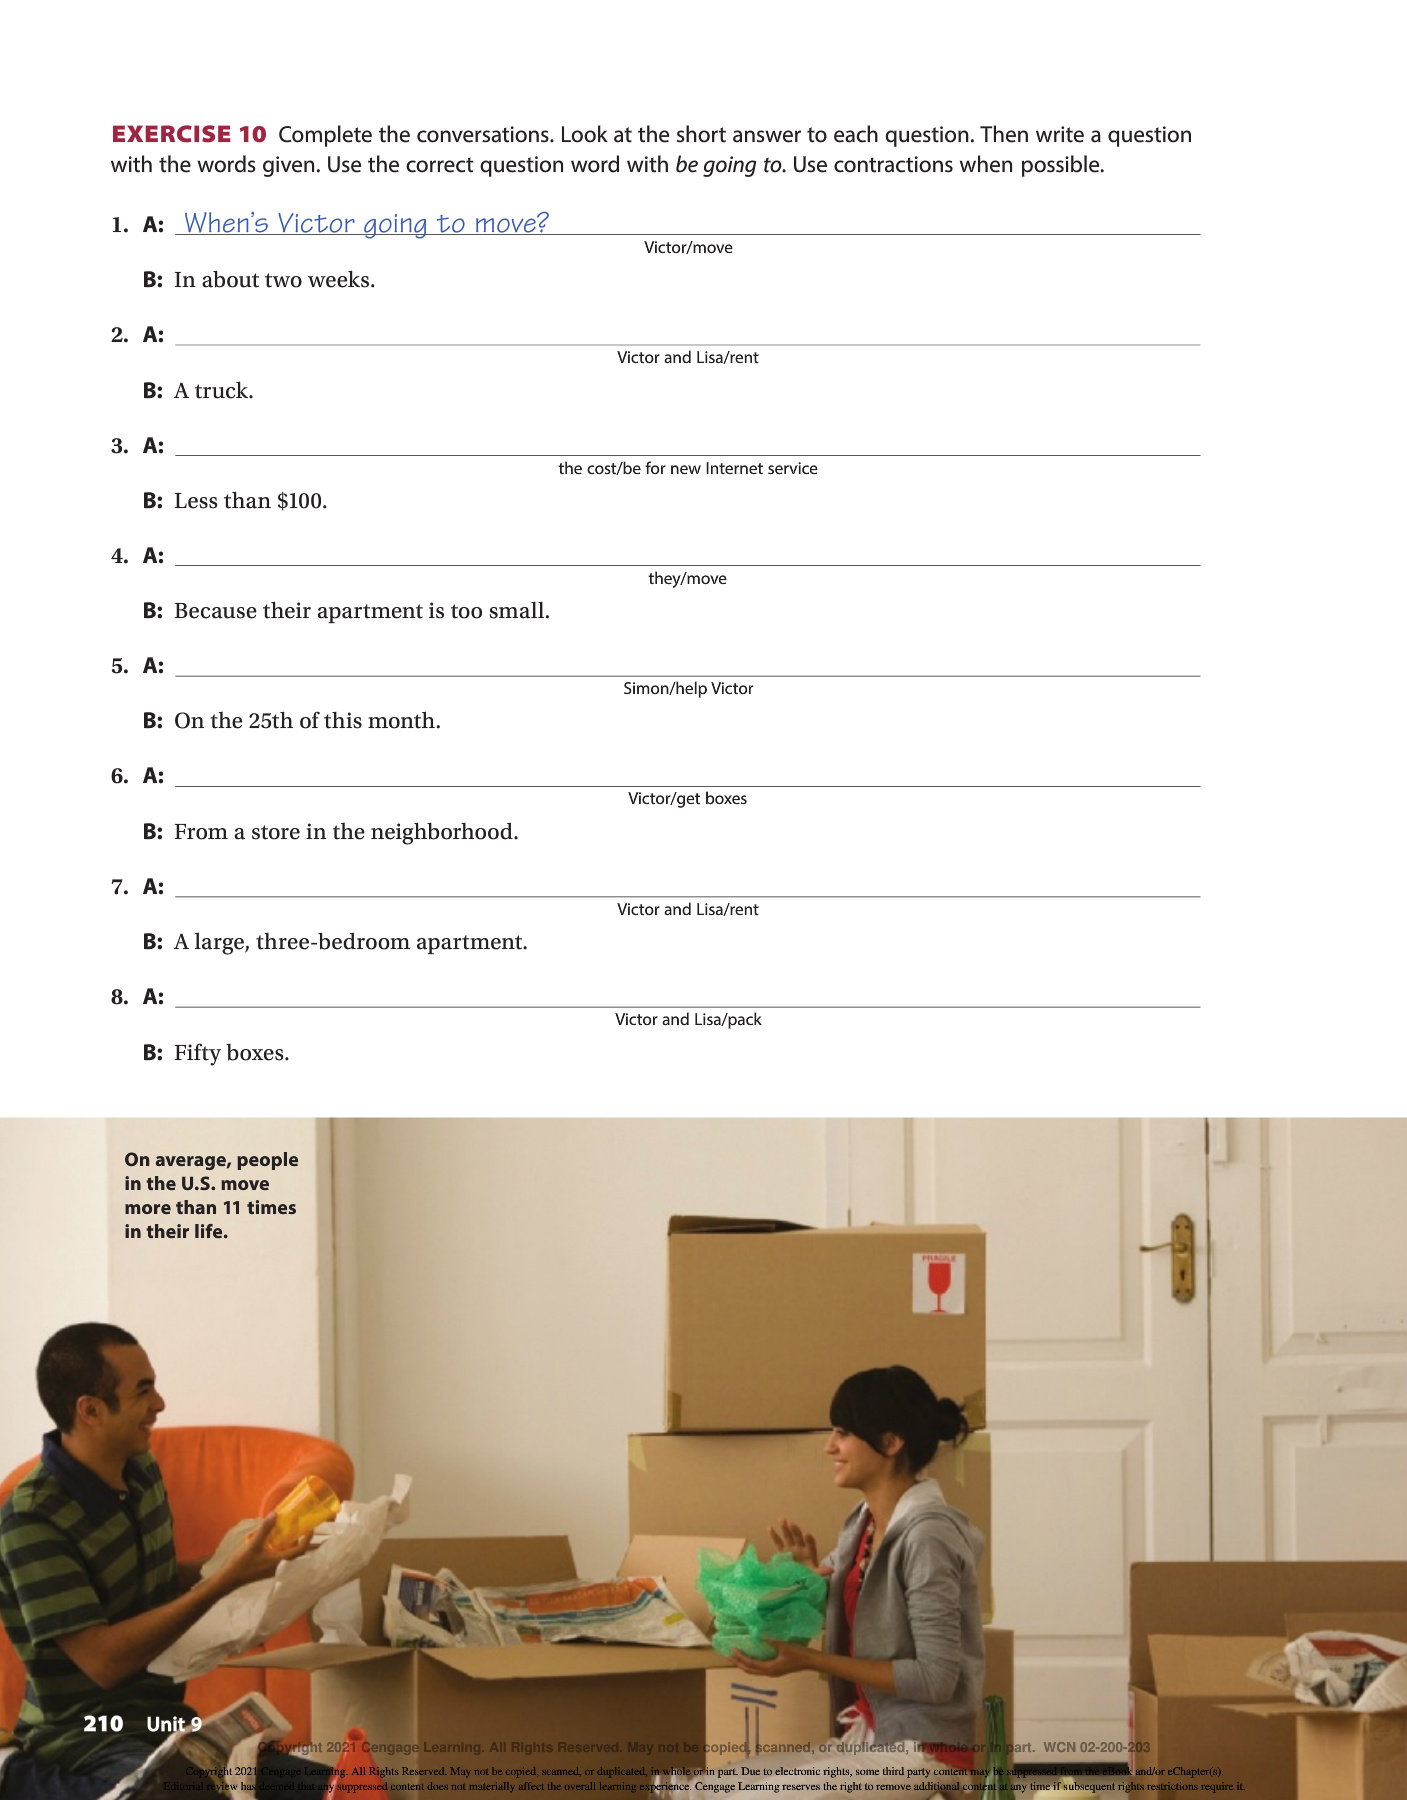 EXERCISE 10 Complete the conversations. Look at the short answer to each question. Then write a question
with the words given. Use the correct question word with be going to. Use contractions when possible.
1. A: When's Victor going to move?
Victor/move
B: In about two weeks.
2. A:
Victor and Lisa/rent
B: A truck.
3. A:
the cost/be for new Internet service
B: Less than $100.
4. A:
they/move
B: Because their apartment is too small.
5. A:
Simon/help Victor
B: On the 25th of this month.
6. A:
Victor/get boxes
B: From a store in the neighborhood.
7. A:
Victor and Lisa/rent
B: A large, three-bedroom apartment.
8. A:
Victor and Lisa/pack
B: Fifty boxes.
On average, people
in the U.S. move
more than 11 times
in their life.
FRAGILE
210 Unit 9
Copyright 2021 Cengage Learning. All Rights Reserved. May not be copied, scanned, or duplicated, in whole or in part. WCN 02-200-203
Copyright 2021 Cengage Learning. All Rights Reserved. May not be copied, scanned, or duplicated, in whole or in part. Due to electronic rights, some third party content may be suppressed from the eBook and/or eChapter(s).
Editorial review has deemed that any suppressed content does not materially affect the overall learning experience. Cengage Learning reserves the right to remove additional content at any time if subsequent rights restrictions require it.